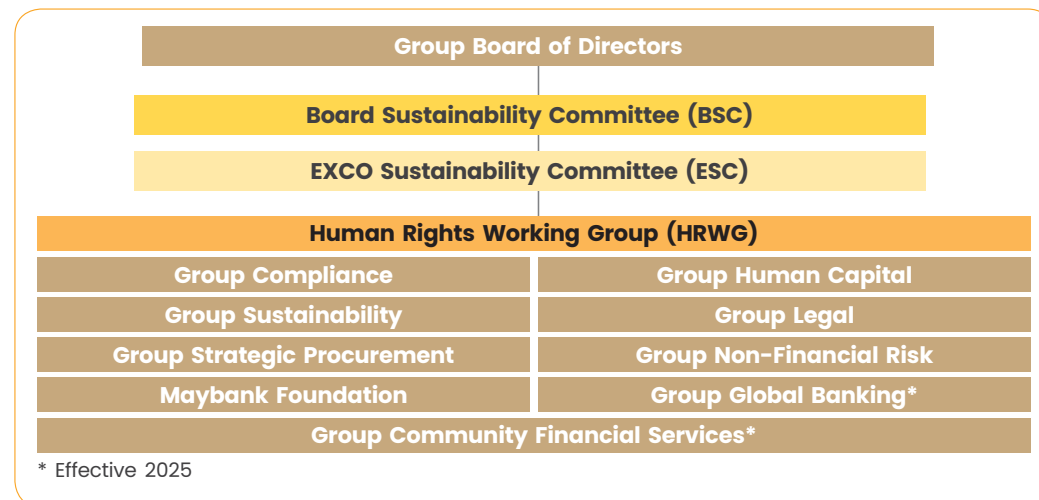 Group Board of Directors
Board Sustainability Committee (BSC)
EXCO Sustainability Committee (ESC)
Human Rights Working Group (HRWG)
Group Compliance
Group Human Capital
Group Sustainability
Group Legal
Group Strategic Procurement
Group Non-Financial Risk
Maybank Foundation
Group Global Banking*
Group Community Financial Services*
* Effective 2025